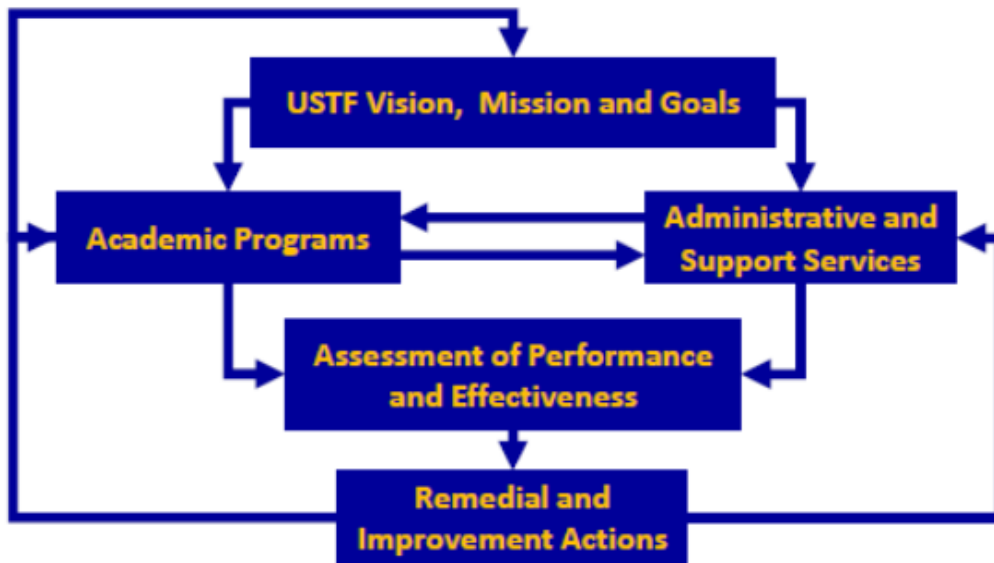 USTF Vision, Mission and Goals
Academic Programs
Administrative and
Support Services
Assessment of Performance
and Effectiveness
Remedial and
Improvement Actions